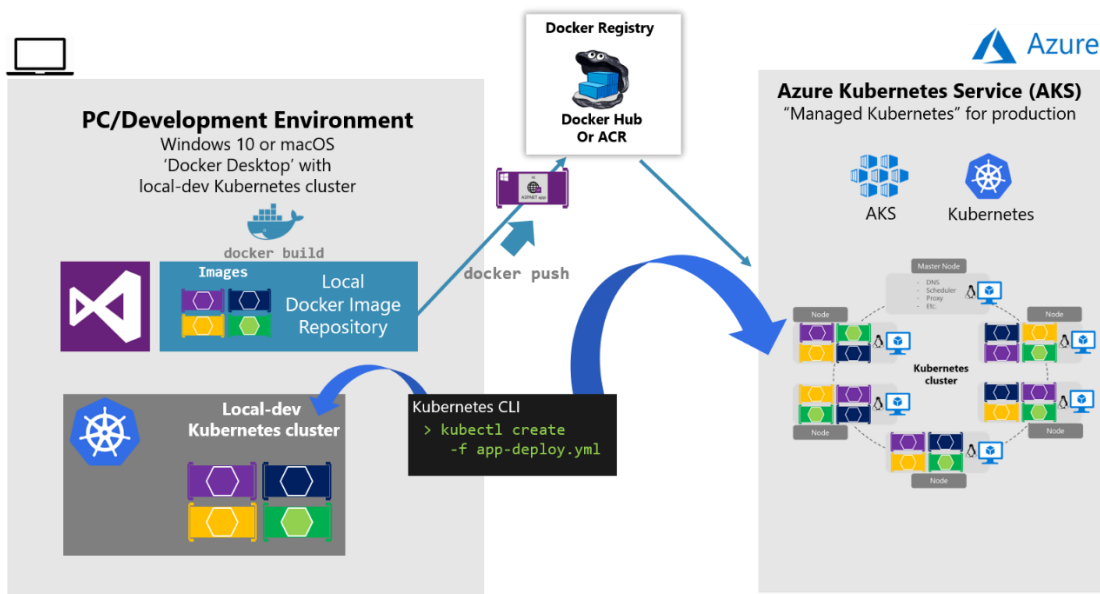 Docker Registry
Docker Hub
Or ACR
Azure
PC/Development Environment
Windows 10 or macOS
'Docker Desktop' with
local-dev Kubernetes cluster
docker build
Images
Local
Docker Image
Repository
ASP.NET app
docker push
Local-dev
Kubernetes cluster
Kubernetes CLI
> kubectl create
-f app-deploy.yml
Azure Kubernetes Service (AKS)
"Managed Kubernetes" for production
AKS
Kubernetes
Master Node
- DNS
- Scheduler
- Proxy
- Etc.
Node
Node
Kubernetes
cluster
Node
Node
Node